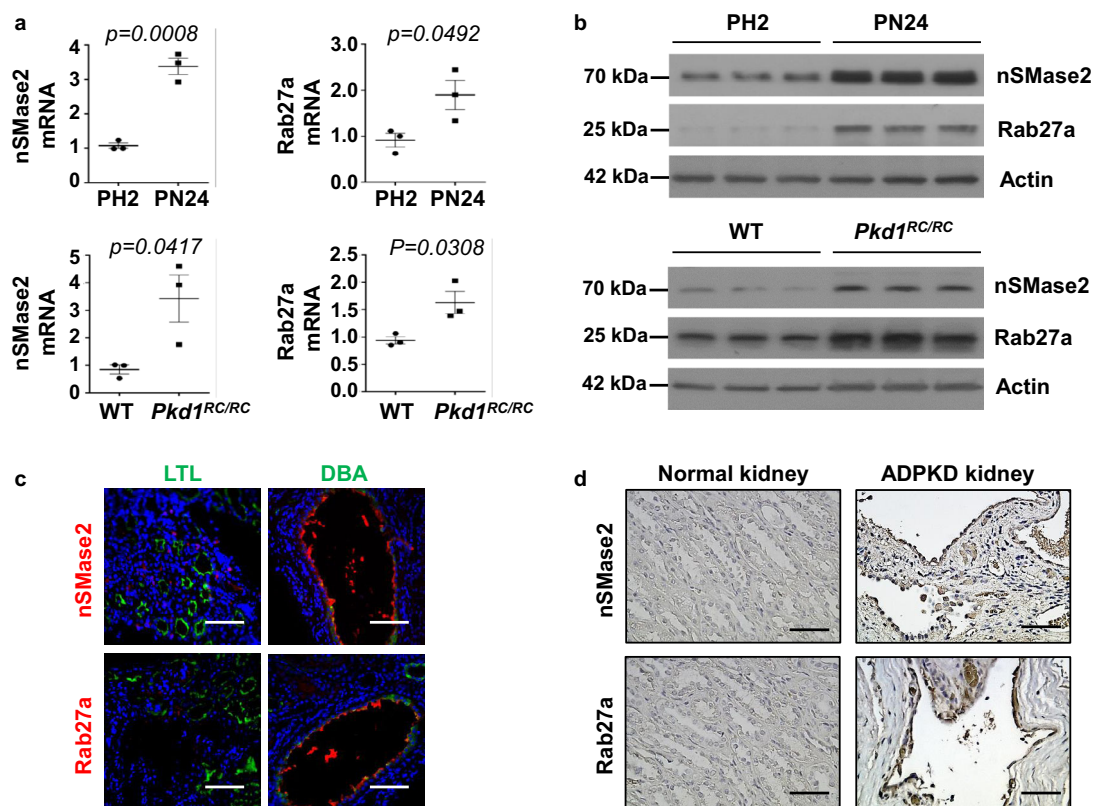 a
p=0.0008
nSMase2
mRNA
4
3
2
1
0
PH2 PN24
p=0.0492
Rab27a
mRNA
3.0
2.0
1.0
0.0
PH2 PN24
p=0.0417
nSMase2
mRNA
5
4
3
2
1
0
WT Pkd1RC/RC
P=0.0308
Rab27a
mRNA
2.5
2.0
1.5
1.0
0.5
0.0
WT Pkd1RC/RC
b
PH2 PN24
70 kDa nSMase2
25 kDa Rab27a
42 kDa Actin
WT Pkd1RC/RC
70 kDa nSMase2
25 kDa Rab27a
42 kDa Actin
c
LTL DBA
nSMase2
Rab27a
d
Normal kidney ADPKD kidney
nSMase2
Rab27a